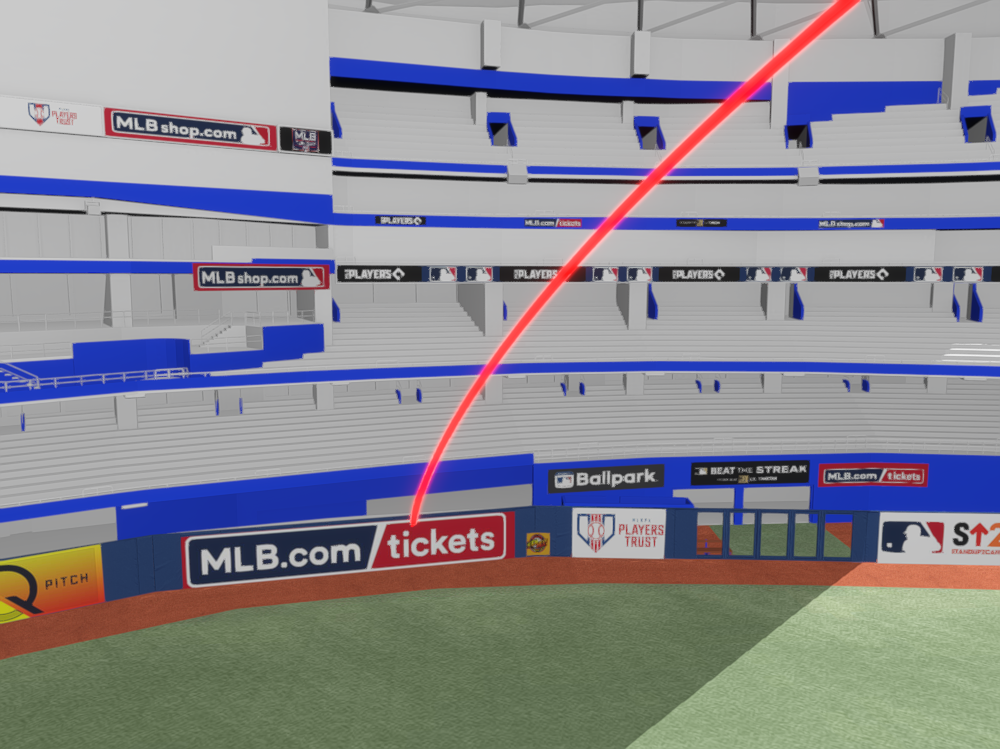 PLAYERS
TRUST
MLBshop.com
MLB
PLAYERS
MLB.com/tickets
MLBshop.com
MLBshop.com
PLAYERS
PLAYERS
PLAYERS
PLAYERS
Ballpark
BEAT THE STREAK
MLB.com/tickets
MLB.com/tickets
PLAYERS
TRUST
PITCH